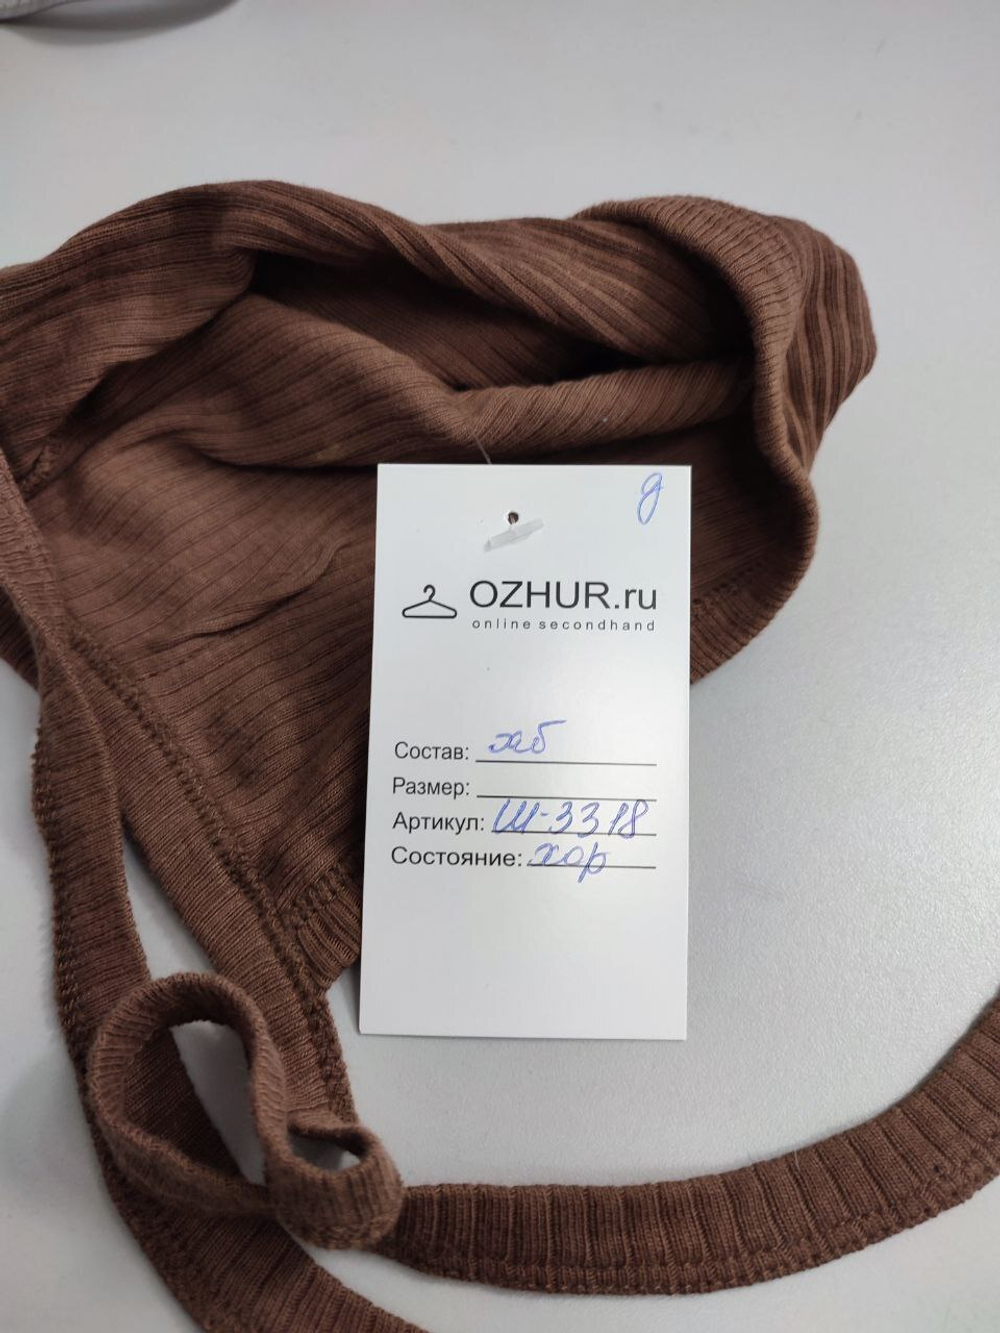 д
OZHUR.ru
online secondhand
Состав: хб
Размер:
Артикул: Ш-3318
Состояние: хор